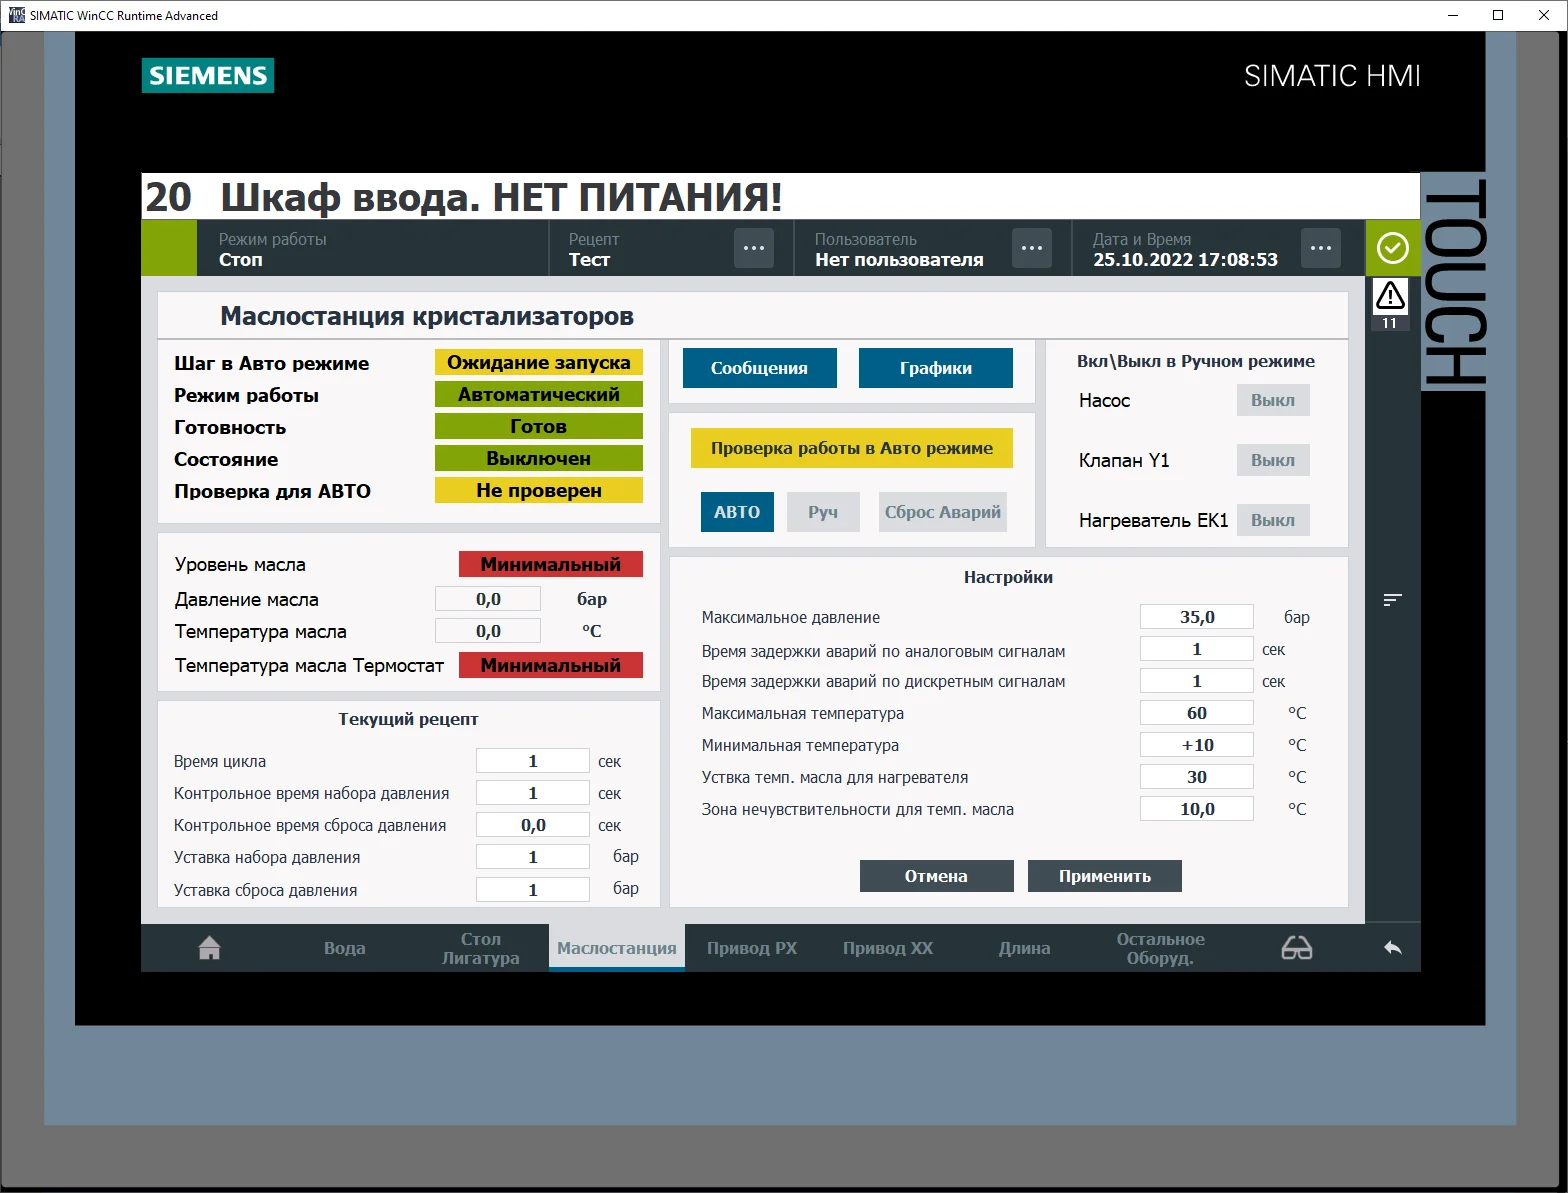 SIMATIC WinCC Runtime Advanced
SIEMENS
SIMATIC HMI
TOUCH
20 Шкаф ввода. НЕТ ПИТАНИЯ!
Режим работы
Стоп
Рецепт
Тест
Пользователь
Нет пользователя
Дата и Время
25.10.2022 17:08:53
11
Маслостанция кристализаторов
Шаг в Авто режиме Ожидание запуска
Режим работы Автоматический
Готовность Готов
Состояние Выключен
Проверка для АВТО Не проверен
Сообщения Графики
Проверка работы в Авто режиме
АВТО Руч Сброс Аварий
Вкл\Выкл в Ручном режиме
Насос Выкл
Клапан Y1 Выкл
Нагреватель EK1 Выкл
Уровень масла Минимальный
Давление масла 0,0 бар
Температура масла 0,0 °C
Температура масла Термостат Минимальный
Текущий рецепт
Время цикла 1 сек
Контрольное время набора давления 1 сек
Контрольное время сброса давления 0,0 сек
Уставка набора давления 1 бар
Уставка сброса давления 1 бар
Настройки
Максимальное давление 35,0 бар
Время задержки аварий по аналоговым сигналам 1 сек
Время задержки аварий по дискретным сигналам 1 сек
Максимальная температура 60 °C
Минимальная температура +10 °C
Уствка темп. масла для нагревателя 30 °C
Зона нечувствительности для темп. масла 10,0 °C
Отмена Применить
Вода
Стол
Лигатура
Маслостанция
Привод РХ
Привод ХХ
Длина
Остальное
Оборуд.